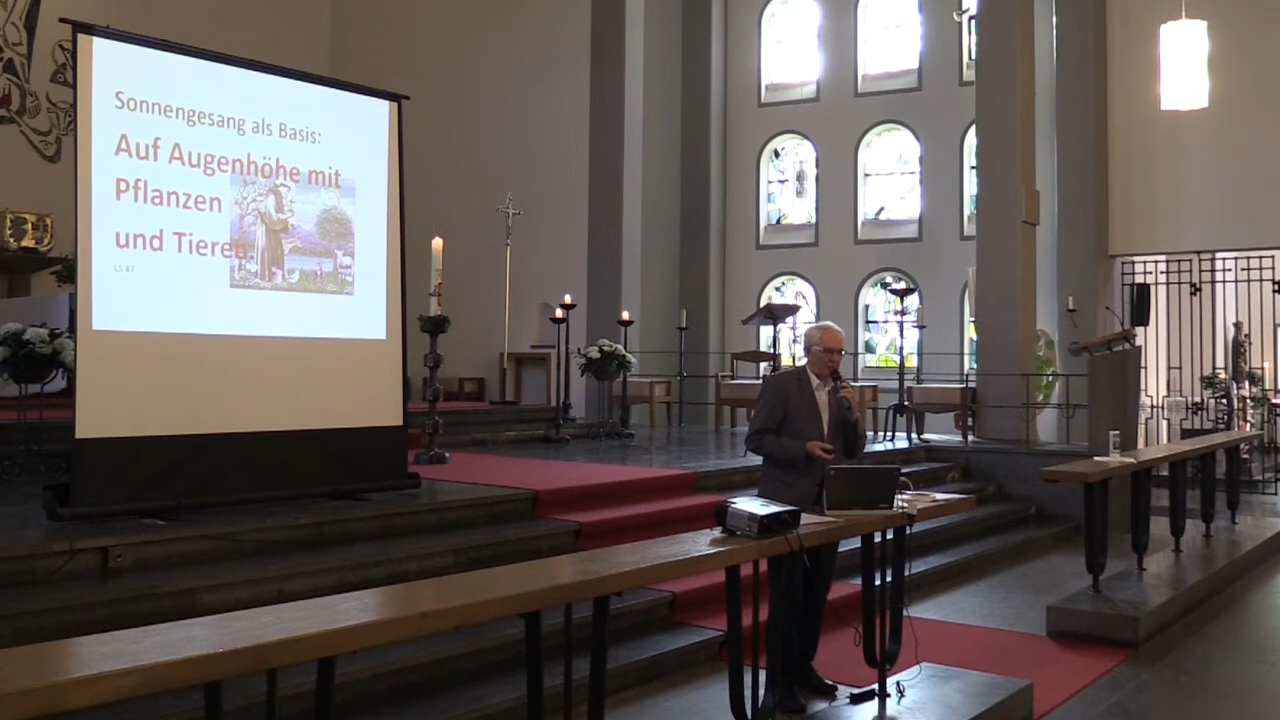 Sonnengesang als Basis:
Auf Augenhöhe mit
Pflanzen
und Tieren
LS 87